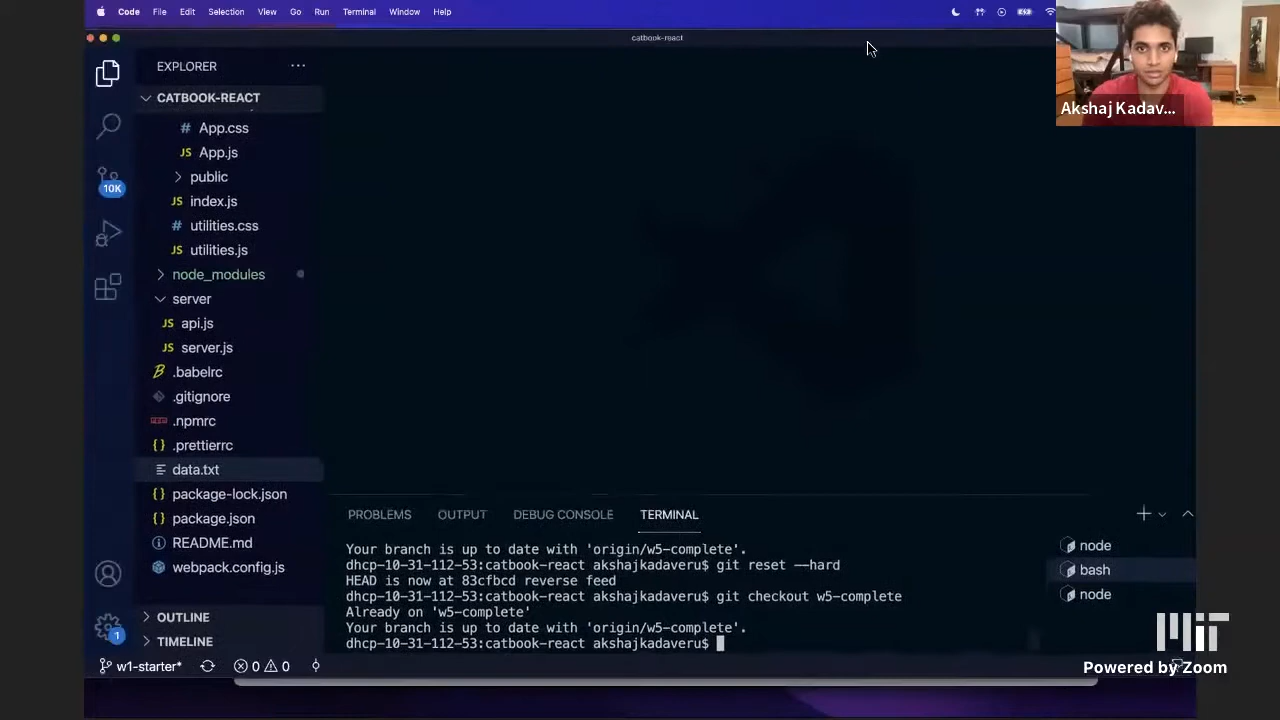 Code File Edit Selection View Go Run Terminal Window Help
catbook-react
Akshaj Kadav...
EXPLORER
CATBOOK-REACT
# App.css
JS App.js
public
JS index.js
# utilities.css
JS utilities.js
node_modules
server
JS api.js
JS server.js
.babelrc
.gitignore
.npmrc
{} .prettierrc
data.txt
{} package-lock.json
{} package.json
README.md
webpack.config.js
OUTLINE
TIMELINE
10K
1
PROBLEMS OUTPUT DEBUG CONSOLE TERMINAL
Your branch is up to date with 'origin/w5-complete'.
dhcp-10-31-112-53:catbook-react akshajkadaveru$ git reset --hard
HEAD is now at 83cfbcd reverse feed
dhcp-10-31-112-53:catbook-react akshajkadaveru$ git checkout w5-complete
Already on 'w5-complete'
Your branch is up to date with 'origin/w5-complete'.
dhcp-10-31-112-53:catbook-react akshajkadaveru$
node
bash
node
w1-starter* 0 0
MIT
Powered by Zoom